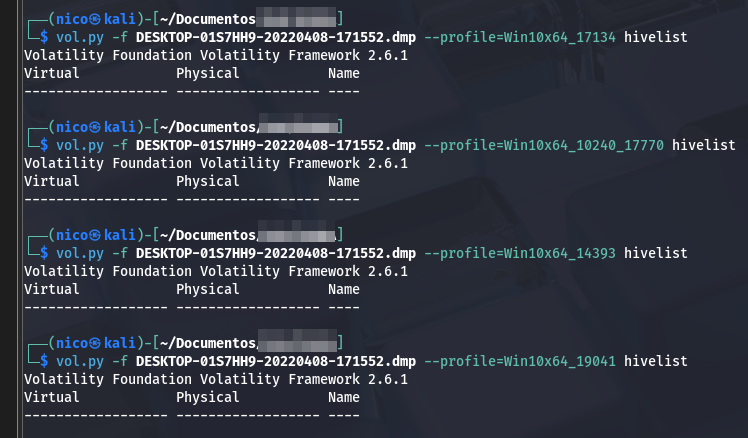 ┌──(nico㉿kali)-[~/Documentos/ ]
└─$ vol.py -f DESKTOP-01S7HH9-20220408-171552.dmp --profile=Win10x64_17134 hivelist
Volatility Foundation Volatility Framework 2.6.1
Virtual            Physical           Name
------------------ ------------------ ----
┌──(nico㉿kali)-[~/Documentos/ ]
└─$ vol.py -f DESKTOP-01S7HH9-20220408-171552.dmp --profile=Win10x64_10240_17770 hivelist
Volatility Foundation Volatility Framework 2.6.1
Virtual            Physical           Name
------------------ ------------------ ----
┌──(nico㉿kali)-[~/Documentos/ ]
└─$ vol.py -f DESKTOP-01S7HH9-20220408-171552.dmp --profile=Win10x64_14393 hivelist
Volatility Foundation Volatility Framework 2.6.1
Virtual            Physical           Name
------------------ ------------------ ----
┌──(nico㉿kali)-[~/Documentos/ ]
└─$ vol.py -f DESKTOP-01S7HH9-20220408-171552.dmp --profile=Win10x64_19041 hivelist
Volatility Foundation Volatility Framework 2.6.1
Virtual            Physical           Name
------------------ ------------------ ----